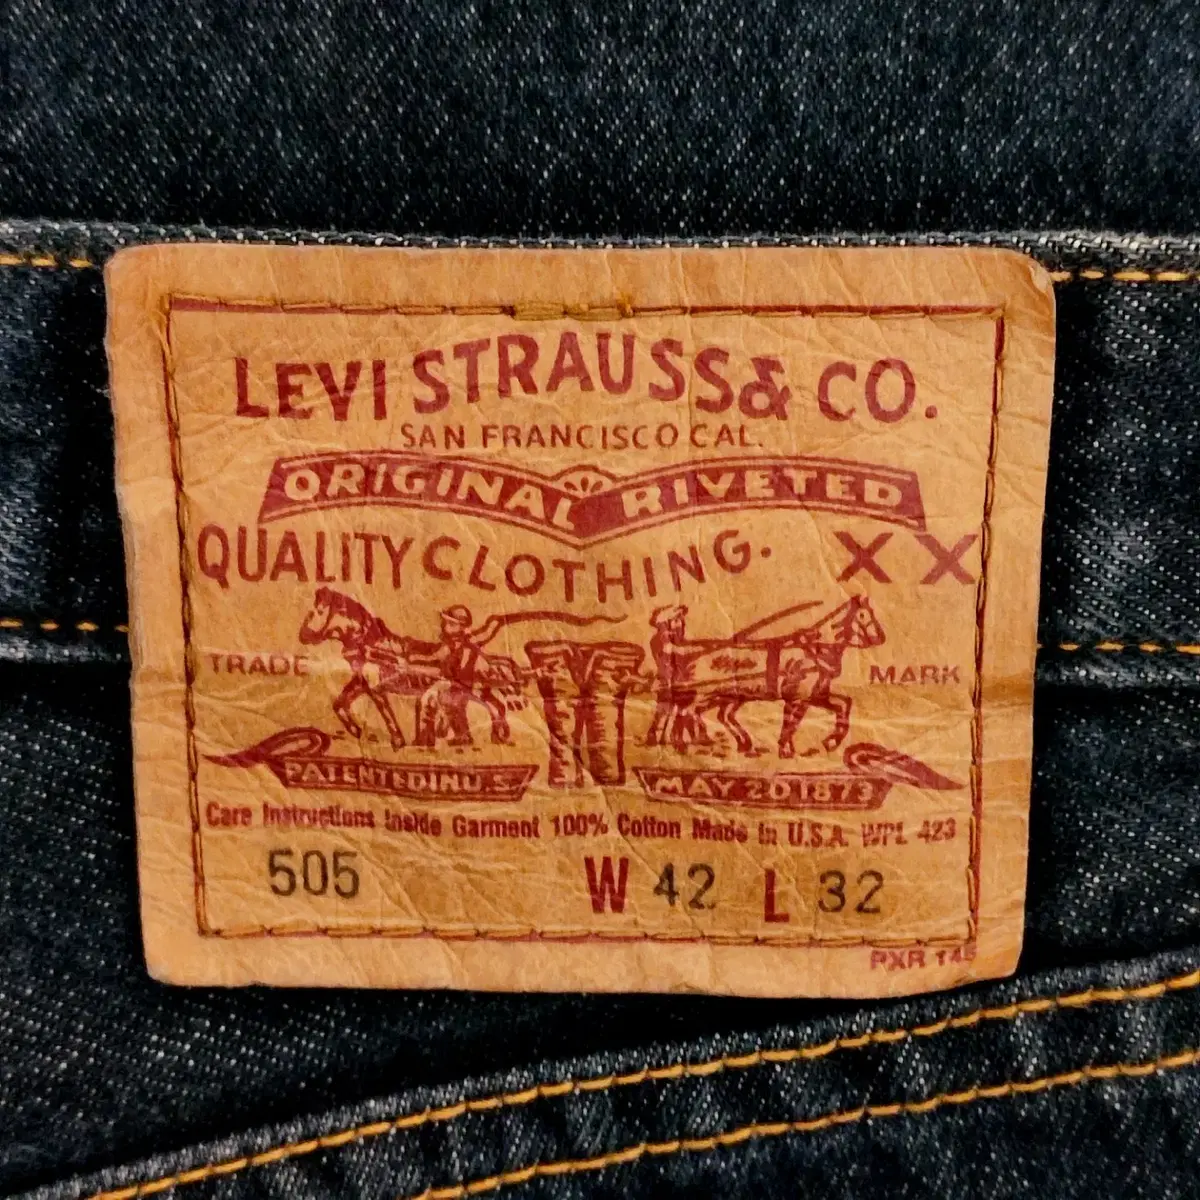 LEVI STRAUSS & CO.
SAN FRANCISCO CAL.
ORIGINAL RIVETED
QUALITY CLOTHING. XX
TRADE MARK
PATENTED IN U.S. MAY 20 1873
Care Instructions Inside Garment 100% Cotton Made in U.S.A. WPL 423
505 W 42 L 32
PXR 145